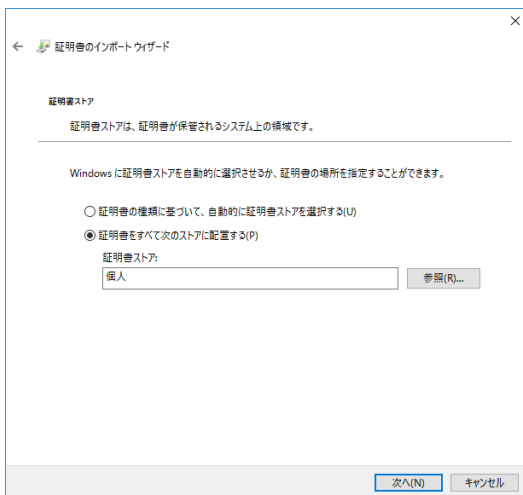 証明書のインポート ウィザード
証明書ストア
証明書ストアは、証明書が保管されるシステム上の領域です。
Windows に証明書ストアを自動的に選択させるか、証明書の場所を指定することができます。
証明書の種類に基づいて、自動的に証明書ストアを選択する(U)
証明書をすべて次のストアに配置する(P)
証明書ストア:
個人
参照(R)...
次へ(N)
キャンセル